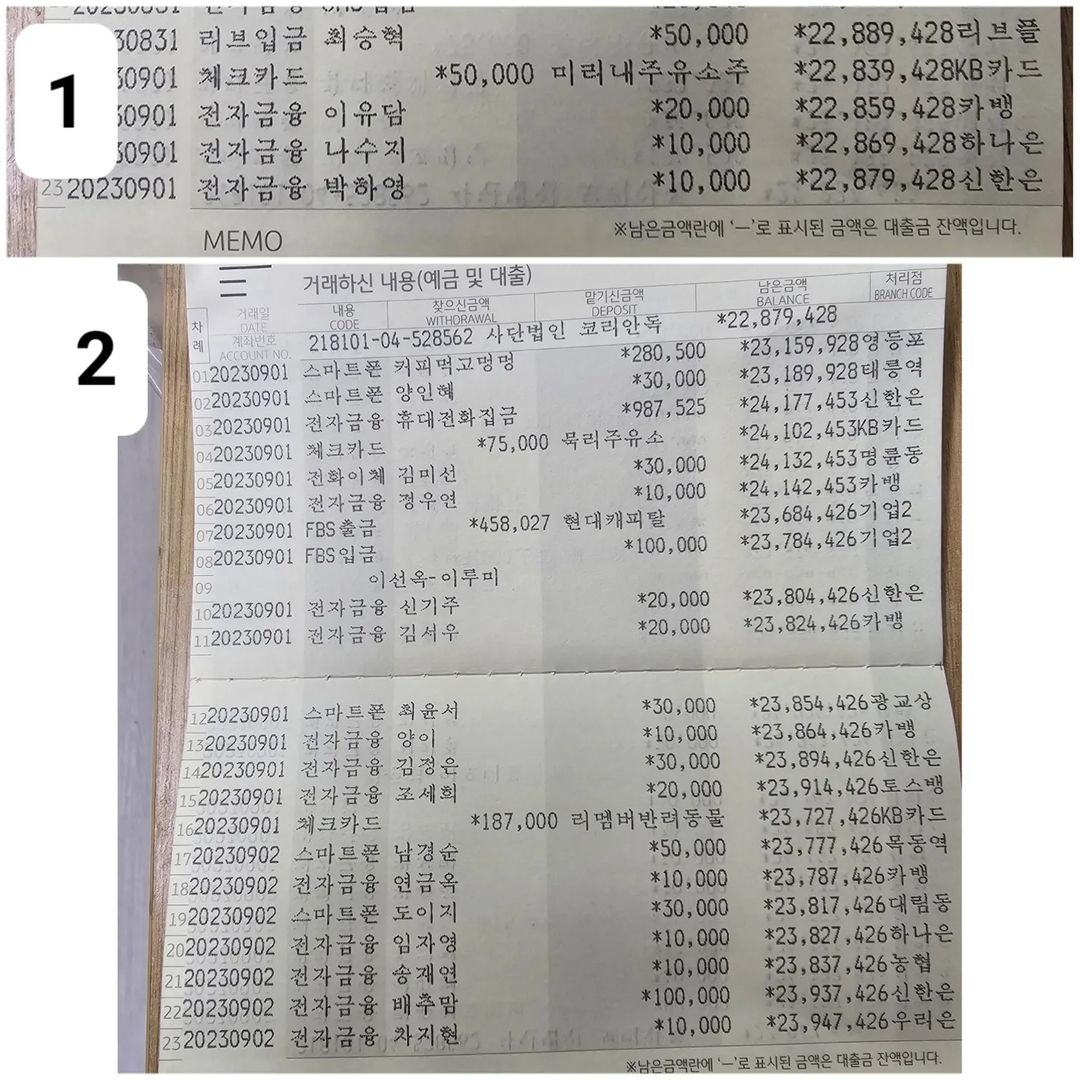 1
30831 리브입금 최승혁 *50,000 *22,889,428리브플
30901 체크카드 *50,000 미리내주유소주 *22,839,428KB카드
0901 전자금융 이유담 *20,000 *22,859,428카뱅
30901 전자금융 나수지 *10,000 *22,869,428하나은
23 20230901 전자금융 박하영 *10,000 *22,879,428신한은
MEMO ※남은금액란에 '-'로 표시된 금액은 대출금 잔액입니다.
2
거래하신 내용(예금 및 대출)
차례 거래일 DATE 계좌번호 ACCOUNT NO. 내용 CODE 찾으신금액 WITHDRAWAL 맡기신금액 DEPOSIT 남은금액 BALANCE 처리점 BRANCH CODE
218101-04-528562 사단법인 코리안독 *22,879,428
01 20230901 스마트폰 커피먹고멍멍 *280,500 *23,159,928영등포
02 20230901 스마트폰 양인혜 *30,000 *23,189,928태릉역
03 20230901 전자금융 휴대전화집금 *987,525 *24,177,453신한은
04 20230901 체크카드 *75,000 묵리주유소 *24,102,453KB카드
05 20230901 전화이체 김미선 *30,000 *24,132,453명륜동
06 20230901 전자금융 정우연 *10,000 *24,142,453카뱅
07 20230901 FBS출금 *458,027 현대캐피탈 *23,684,426기업2
08 20230901 FBS입금 *100,000 *23,784,426기업2
09 이선옥-이루미
10 20230901 전자금융 신기주 *20,000 *23,804,426신한은
11 20230901 전자금융 김서우 *20,000 *23,824,426카뱅
12 20230901 스마트폰 최윤서 *30,000 *23,854,426광교상
13 20230901 전자금융 양이 *10,000 *23,864,426카뱅
14 20230901 전자금융 김정은 *30,000 *23,894,426신한은
15 20230901 전자금융 조세희 *20,000 *23,914,426토스뱅
16 20230901 체크카드 *187,000 리멤버반려동물 *23,727,426KB카드
17 20230902 스마트폰 남경순 *50,000 *23,777,426목동역
18 20230902 전자금융 연금옥 *10,000 *23,787,426카뱅
19 20230902 스마트폰 도이지 *30,000 *23,817,426대림동
20 20230902 전자금융 임자영 *10,000 *23,827,426하나은
21 20230902 전자금융 송재연 *10,000 *23,837,426농협
22 20230902 전자금융 배추맘 *100,000 *23,937,426신한은
23 20230902 전자금융 차지현 *10,000 *23,947,426우리은
※남은금액란에 '-'로 표시된 금액은 대출금 잔액입니다.